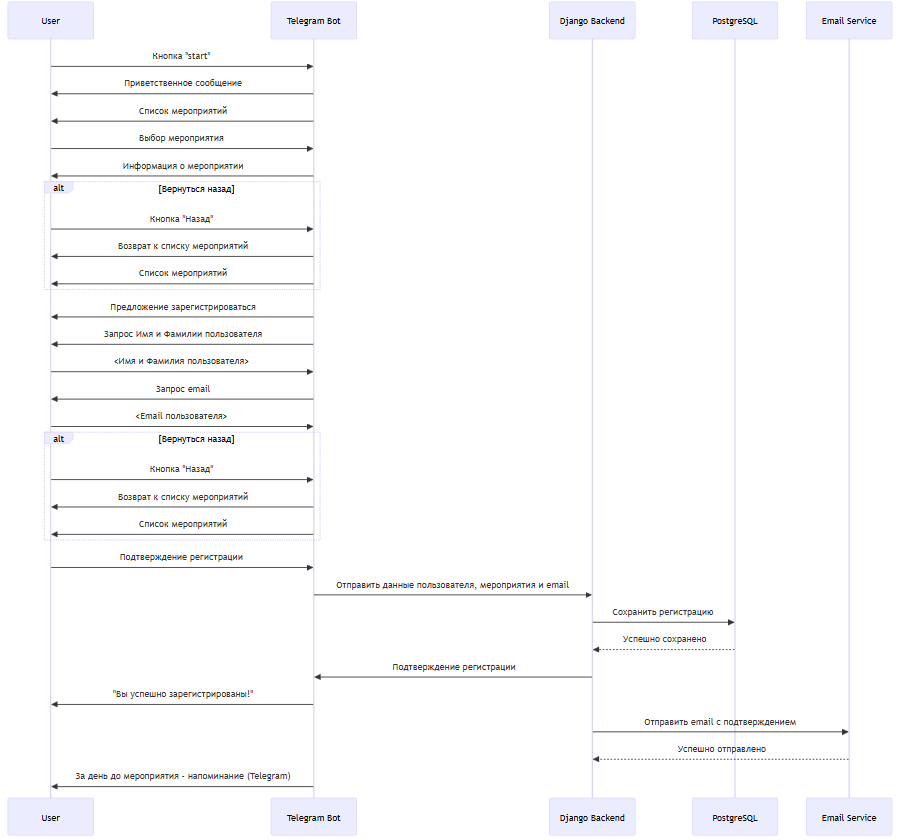 User Telegram Bot Django Backend PostgreSQL Email Service
Кнопка "start"
Приветственное сообщение
Список мероприятий
Выбор мероприятия
Информация о мероприятии
alt [Вернуться назад]
Кнопка "Назад"
Возврат к списку мероприятий
Список мероприятий
Предложение зарегистрироваться
Запрос Имя и Фамилии пользователя
<Имя и Фамилия пользователя>
Запрос email
<Email пользователя>
alt [Вернуться назад]
Кнопка "Назад"
Возврат к списку мероприятий
Список мероприятий
Подтверждение регистрации
Отправить данные пользователя, мероприятия и email
Сохранить регистрацию
Успешно сохранено
Подтверждение регистрации
"Вы успешно зарегистрированы!"
Отправить email с подтверждением
Успешно отправлено
За день до мероприятия - напоминание (Telegram)
User Telegram Bot Django Backend PostgreSQL Email Service